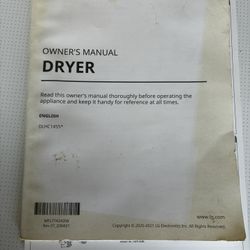 OWNER'S MANUAL
DRYER
Read this owner's manual thoroughly before operating the
appliance and keep it handy for reference at all times.
ENGLISH
DLHC1455*
www.lg.com
Copyright © 2020-2021 LG Electronics Inc. All Rights Reserved